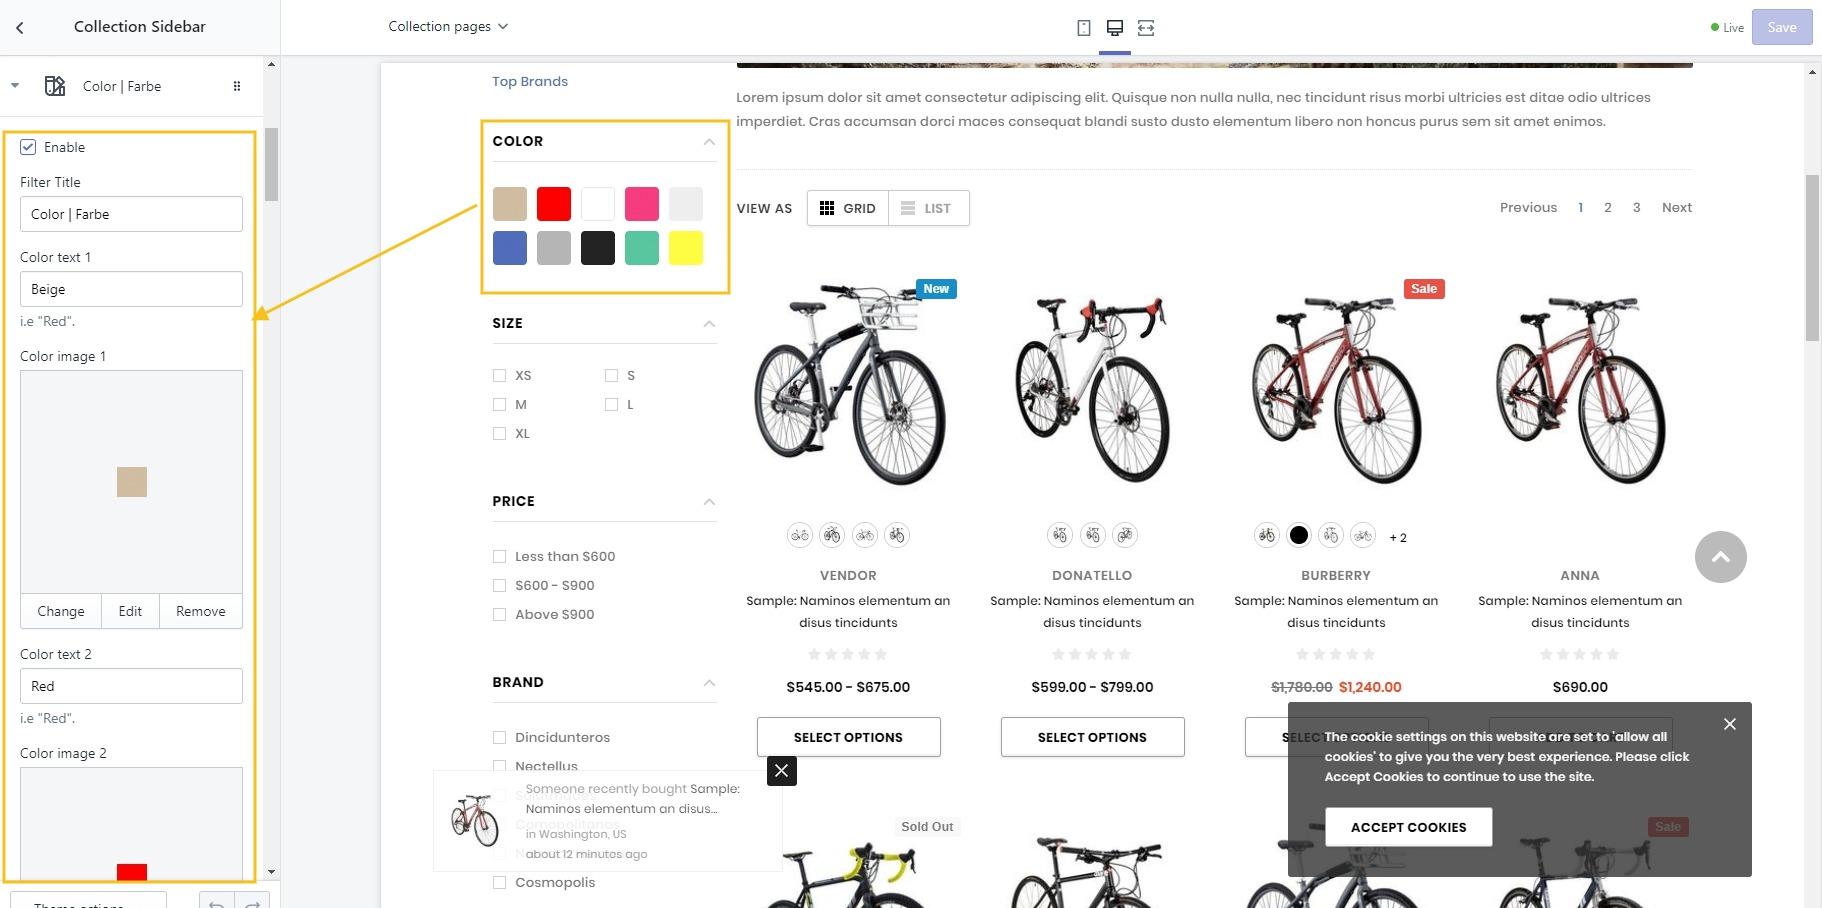 Collection Sidebar
Collection pages
Live
Save
Color | Farbe
Enable
Filter Title
Color | Farbe
Color text 1
Beige
i.e "Red".
Color image 1
Change
Edit
Remove
Color text 2
Red
i.e "Red".
Color image 2
Theme actions
Top Brands
COLOR
SIZE
XS
S
M
L
XL
PRICE
Less than $600
$600 - $900
Above $900
BRAND
Dincidunteros
Nectellus
Cosmopolis
Someone recently bought Sample:
Naminos elementum an disus...
in Washington, US
about 12 minutes ago
Lorem ipsum dolor sit amet consectetur adipiscing elit. Quisque non nulla nulla, nec tincidunt risus morbi ultricies est ditae odio ultrices
imperdiet. Cras accumsan dorci maces consequat blandi susto dusto elementum libero non honcus purus sem sit amet enimos.
VIEW AS
GRID
LIST
Previous 1 2 3 Next
New
Sale
+ 2
VENDOR
Sample: Naminos elementum an
disus tincidunts
$545.00 - $675.00
SELECT OPTIONS
DONATELLO
Sample: Naminos elementum an
disus tincidunts
$599.00 - $799.00
SELECT OPTIONS
BURBERRY
Sample: Naminos elementum an
disus tincidunts
$1,780.00 $1,240.00
ANNA
Sample: Naminos elementum an
disus tincidunts
$690.00
The cookie settings on this website are set to 'allow all
cookies' to give you the very best experience. Please click
Accept Cookies to continue to use the site.
ACCEPT COOKIES
Sold Out
Sale